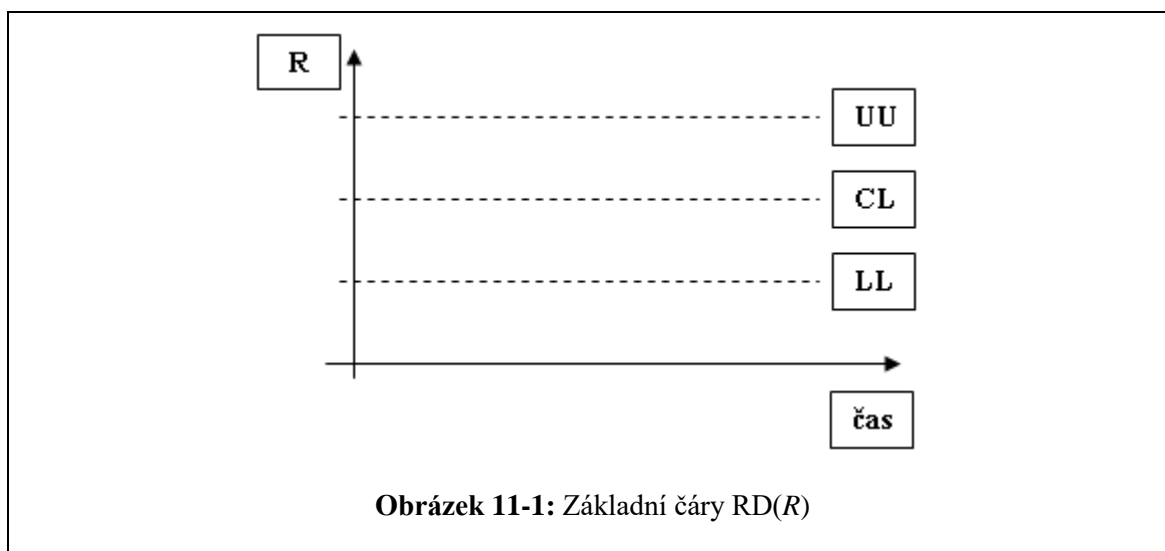 R
UU
CL
LL
čas
Obrázek 11-1: Základní čáry RD(R)